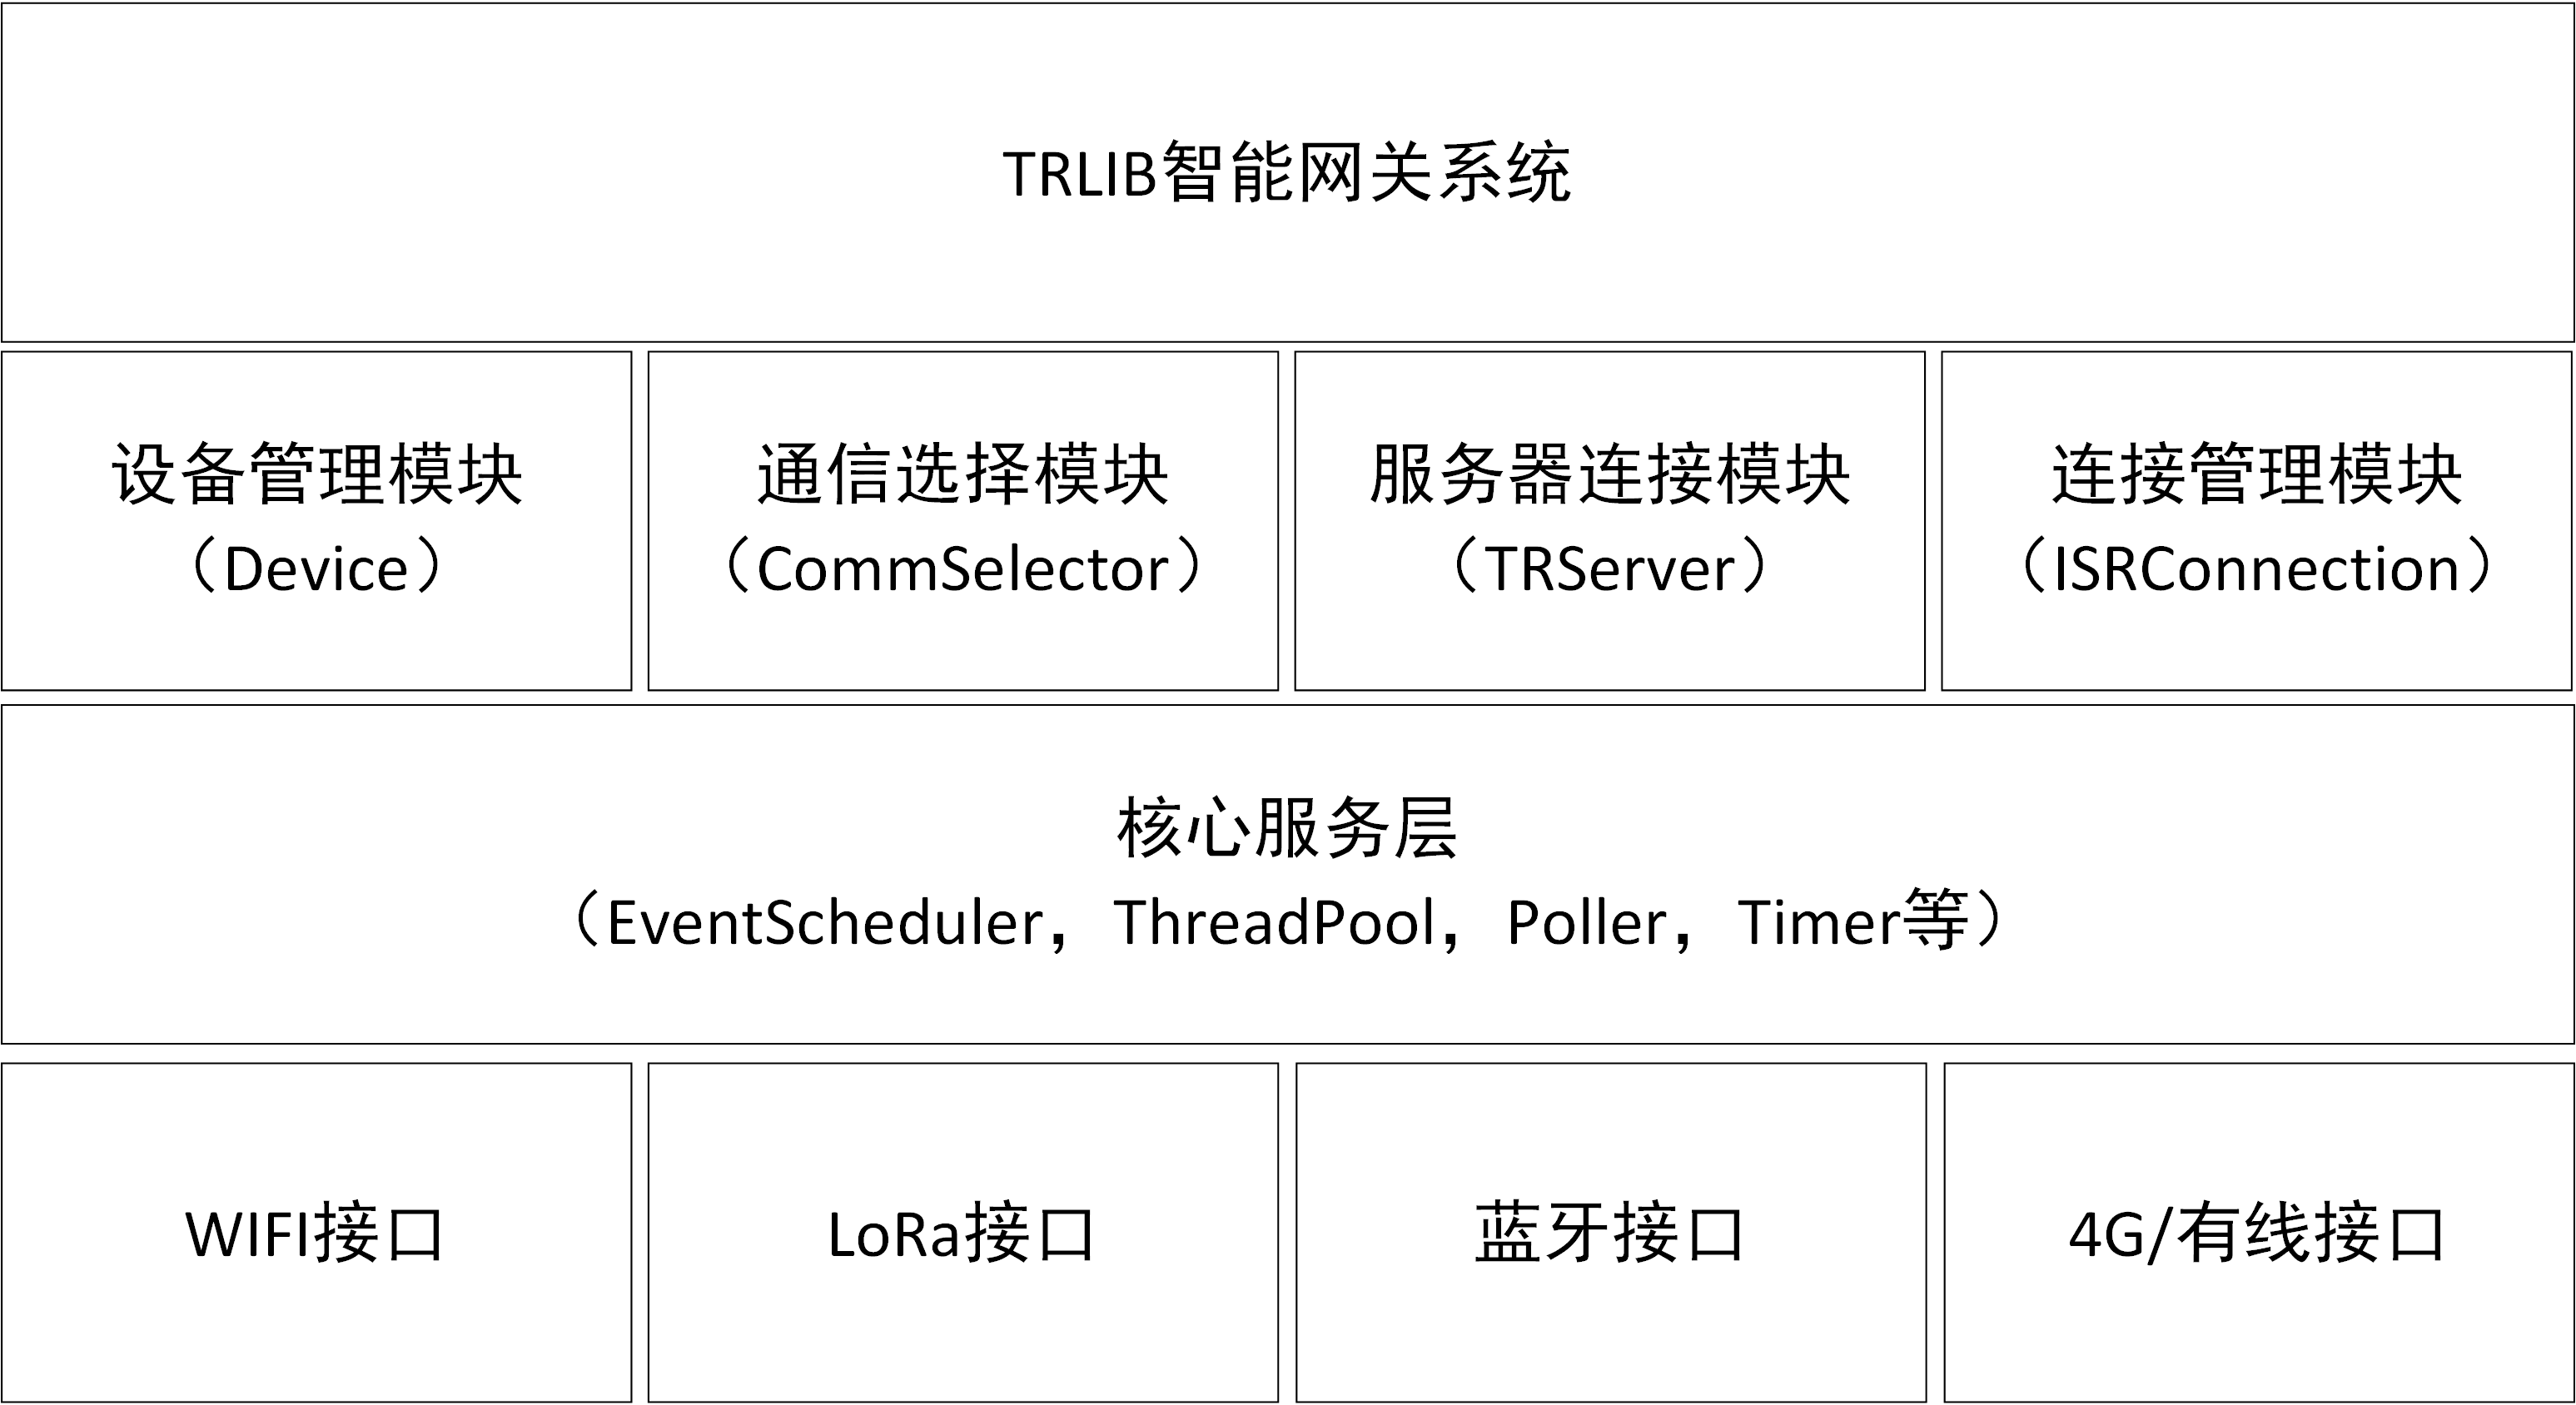 TRLIB智能网关系统
设备管理模块
（Device）
通信选择模块
（CommSelector）
服务器连接模块
（TRServer）
连接管理模块
（ISRConnection）
核心服务层
（EventScheduler，ThreadPool，Poller，Timer等）
WIFI接口
LoRa接口
蓝牙接口
4G/有线接口